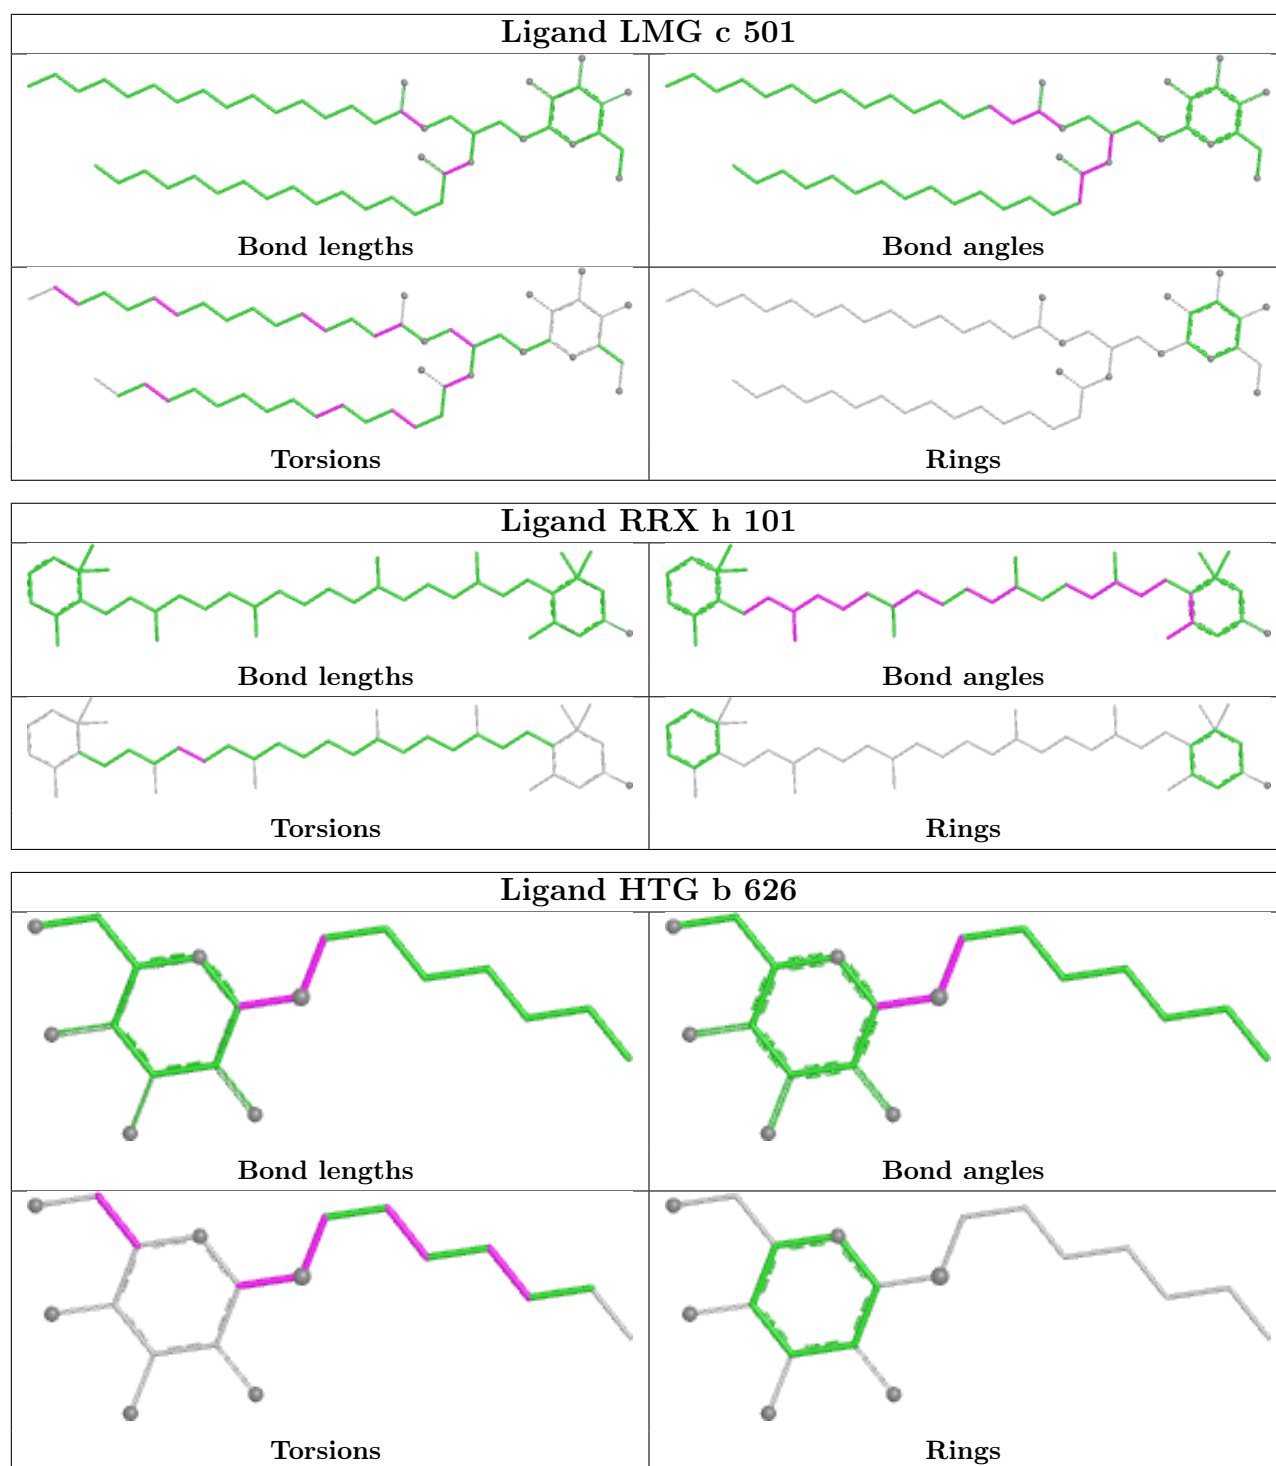 Ligand LMG c 501
Bond lengths
Bond angles
Torsions
Rings
Ligand RRX h 101
Bond lengths
Bond angles
Torsions
Rings
Ligand HTG b 626
Bond lengths
Bond angles
Torsions
Rings